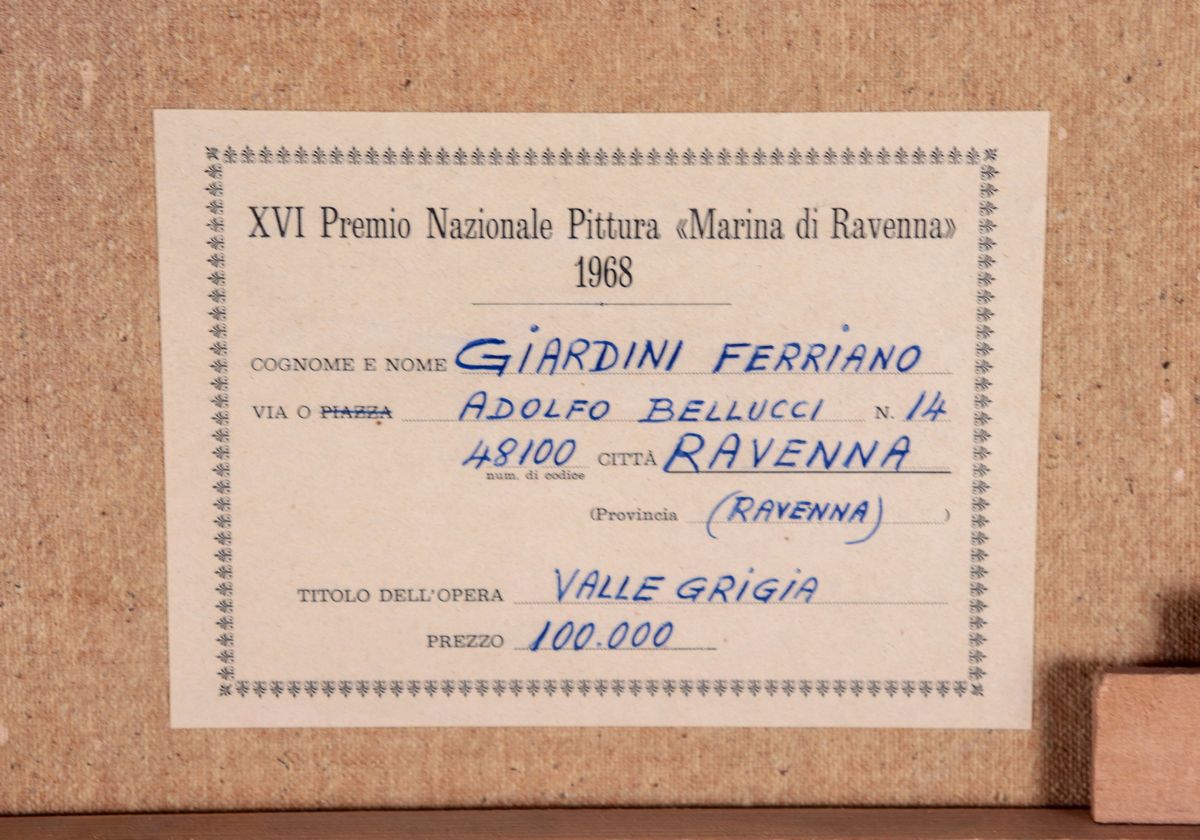 XVI Premio Nazionale Pittura «Marina di Ravenna»
1968
COGNOME E NOME GIARDINI FERRIANO
VIA O PIAZZA ADOLFO BELLUCCI N. 14
48100 CITTÀ RAVENNA
num. di codice
(Provincia (RAVENNA) )
TITOLO DELL'OPERA VALLE GRIGIA
PREZZO 100.000